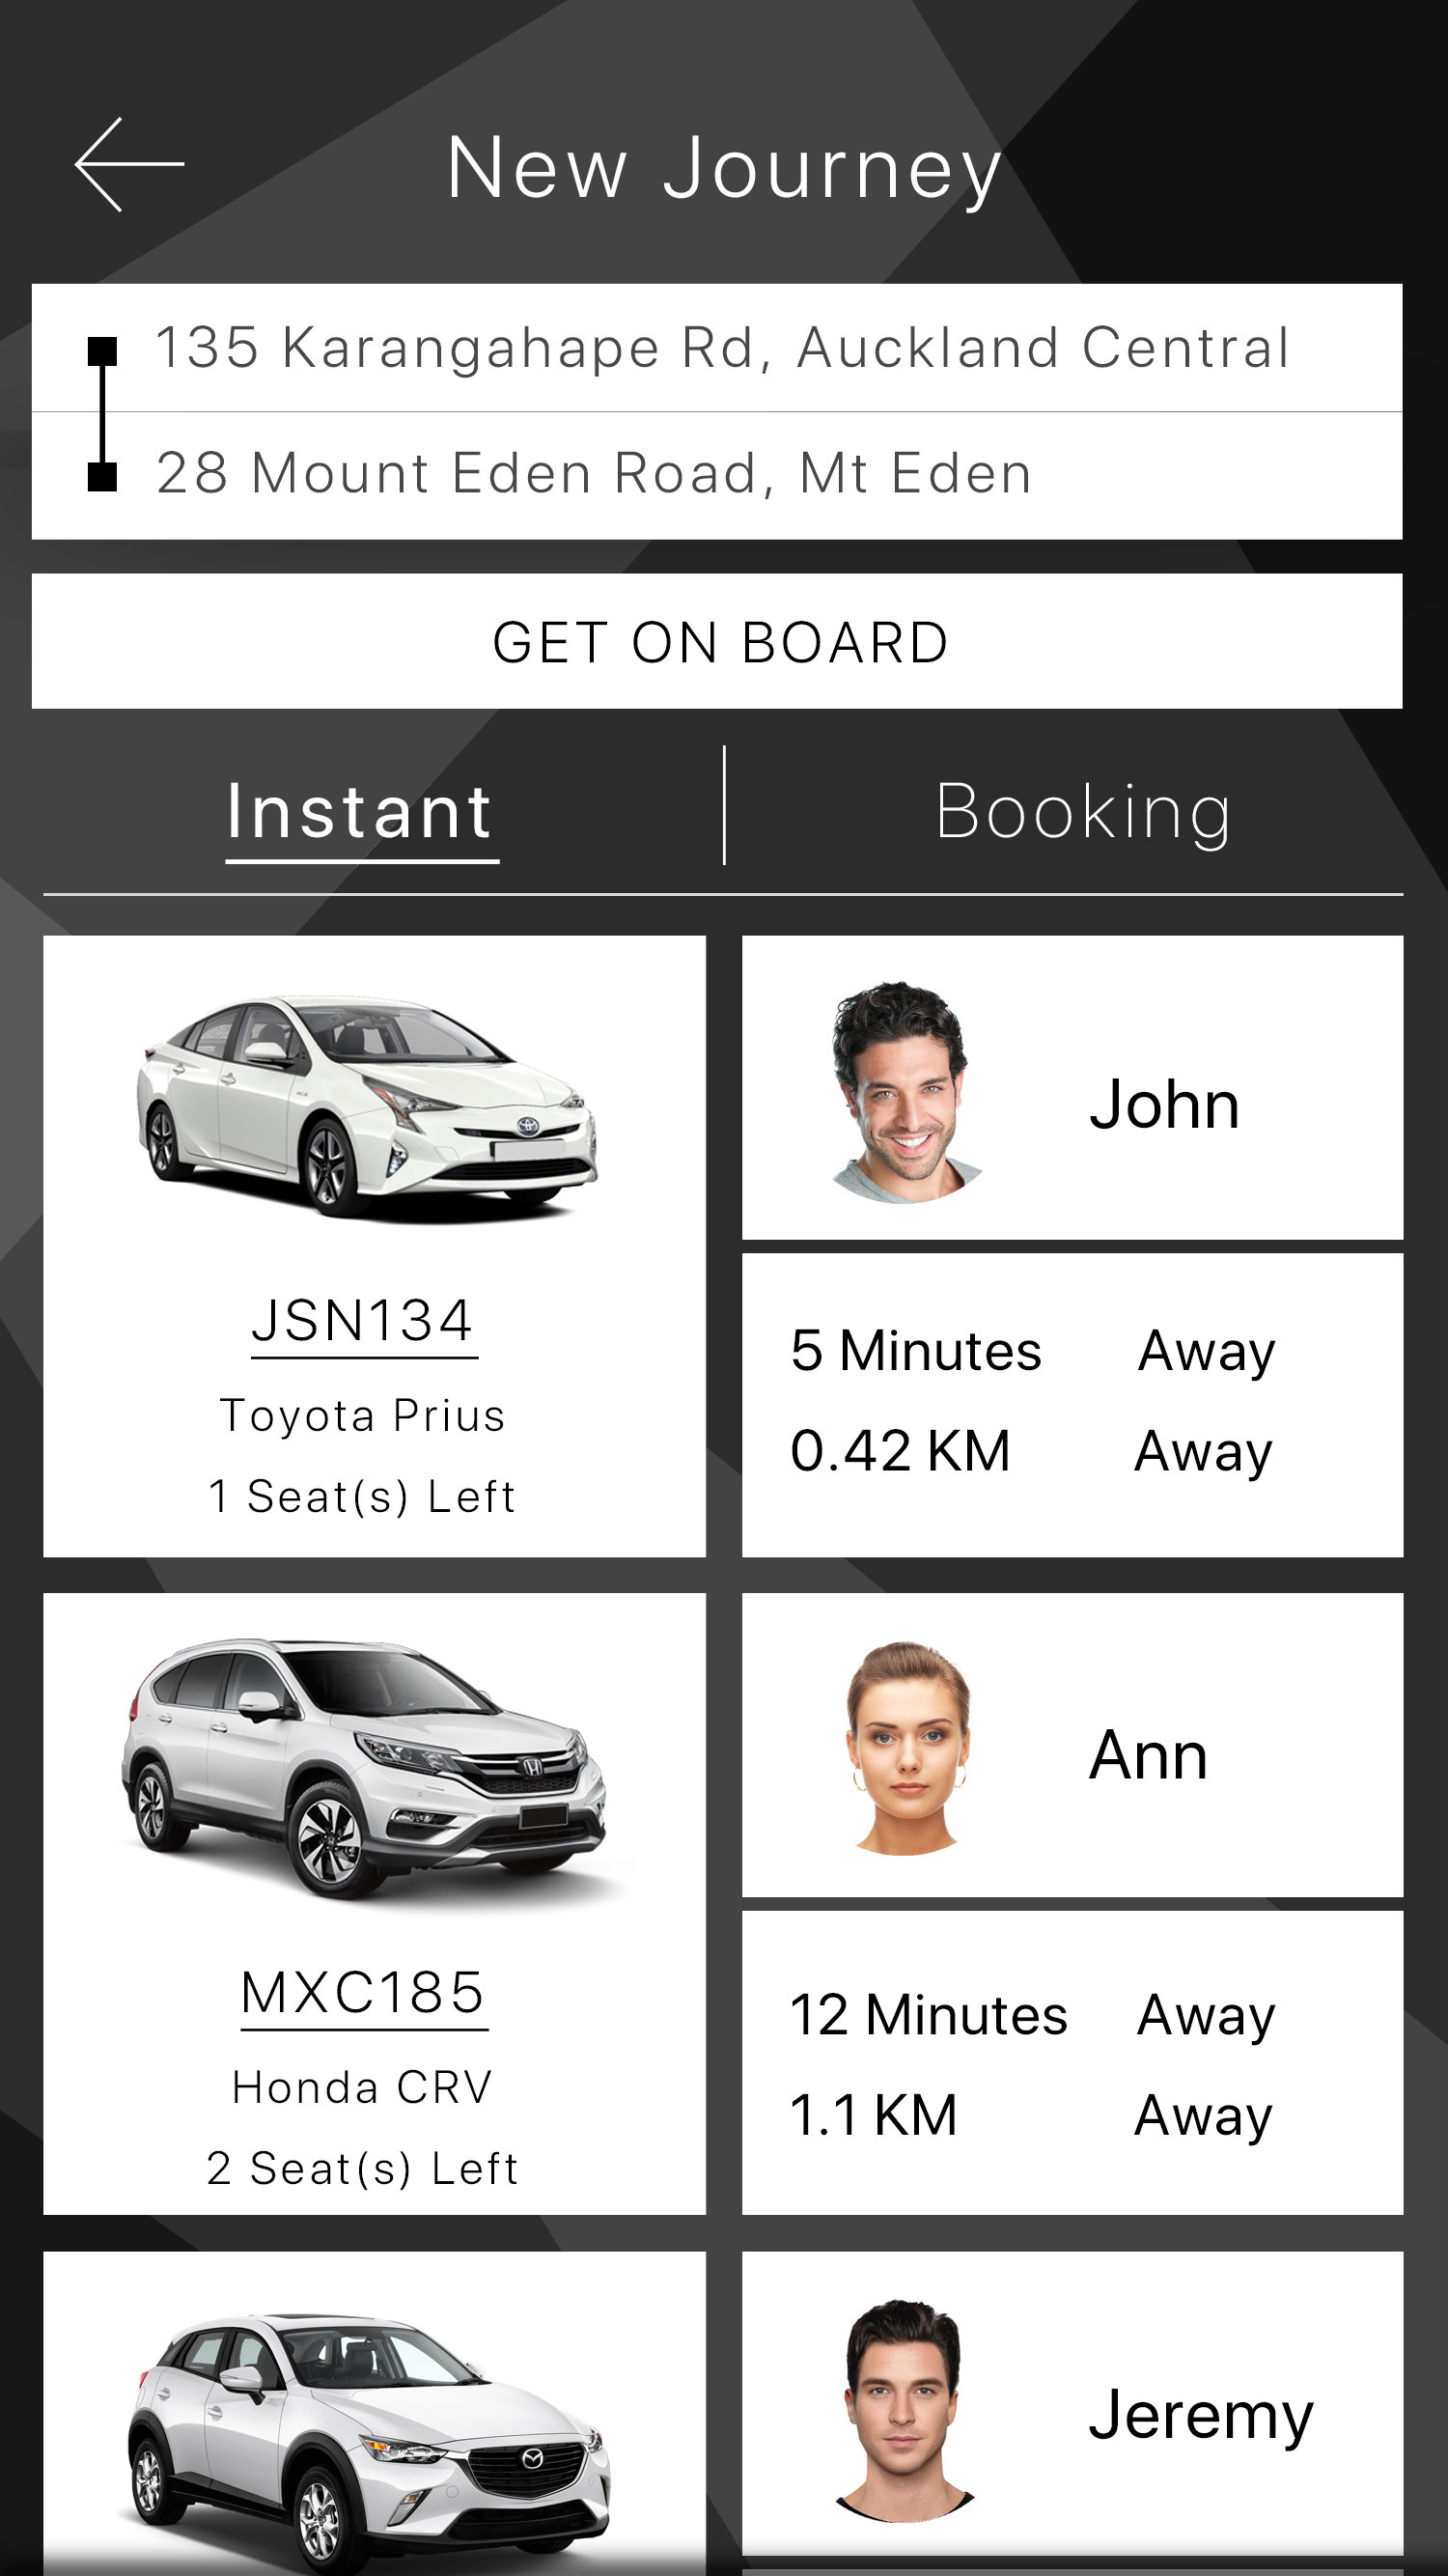 New Journey
135 Karangahape Rd, Auckland Central
28 Mount Eden Road, Mt Eden
GET ON BOARD
Instant
Booking
JSN134
Toyota Prius
1 Seat(s) Left
John
5 Minutes Away
0.42 KM Away
MXC185
Honda CRV
2 Seat(s) Left
Ann
12 Minutes Away
1.1 KM Away
Jeremy